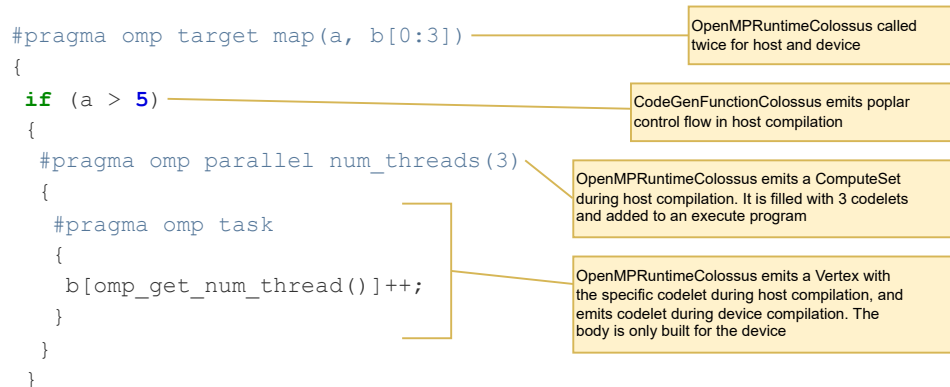 #pragma omp target map(a, b[0:3])
OpenMPRuntimeColossus called
twice for host and device
{
if (a > 5)
CodeGenFunctionColossus emits poplar
control flow in host compilation
{
#pragma omp parallel num_threads(3)
OpenMPRuntimeColossus emits a ComputeSet
during host compilation. It is filled with 3 codelets
and added to an execute program
{
#pragma omp task
{
b[omp_get_num_thread()]++;
OpenMPRuntimeColossus emits a Vertex with
the specific codelet during host compilation, and
emits codelet during device compilation. The
body is only built for the device
}
}
}